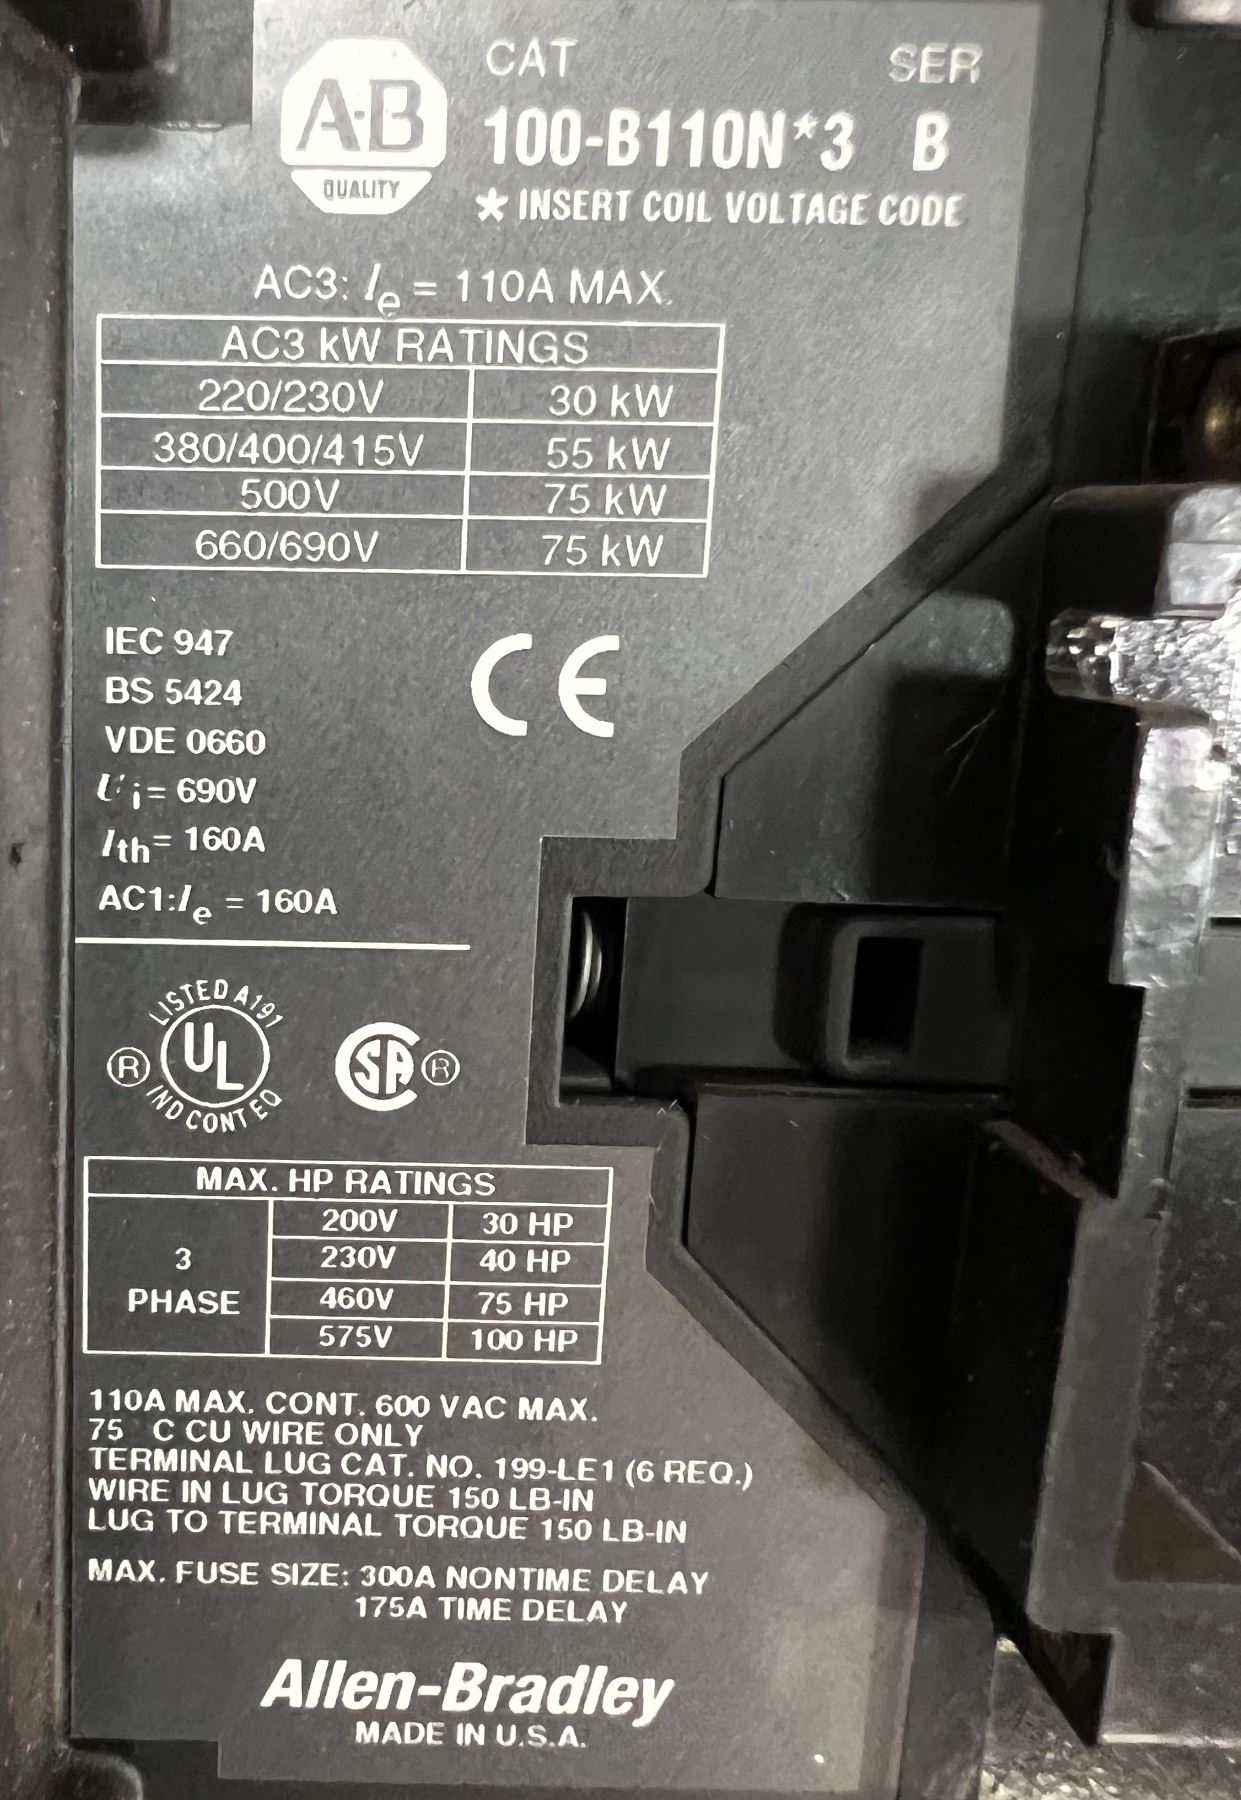 A-B
QUALITY
CAT SER
100-B110N*3 B
* INSERT COIL VOLTAGE CODE
AC3: Ie = 110A MAX.
AC3 kW RATINGS
220/230V 30 kW
380/400/415V 55 kW
500V 75 kW
660/690V 75 kW
IEC 947
BS 5424
VDE 0660
Ui = 690V
Ith = 160A
AC1: Ie = 160A
CE
LISTED A191
® UL
IND CONT EQ
SA ®
MAX. HP RATINGS
3 PHASE
200V 30 HP
230V 40 HP
460V 75 HP
575V 100 HP
110A MAX. CONT. 600 VAC MAX.
75 C CU WIRE ONLY
TERMINAL LUG CAT. NO. 199-LE1 (6 REQ.)
WIRE IN LUG TORQUE 150 LB-IN
LUG TO TERMINAL TORQUE 150 LB-IN
MAX. FUSE SIZE: 300A NONTIME DELAY
175A TIME DELAY
Allen-Bradley
MADE IN U.S.A.